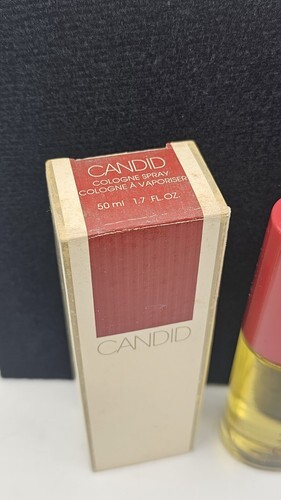 CANDID
COLOGNE SPRAY
COLOGNE À VAPORISER
50 ml 1.7 FL.OZ.
CANDID